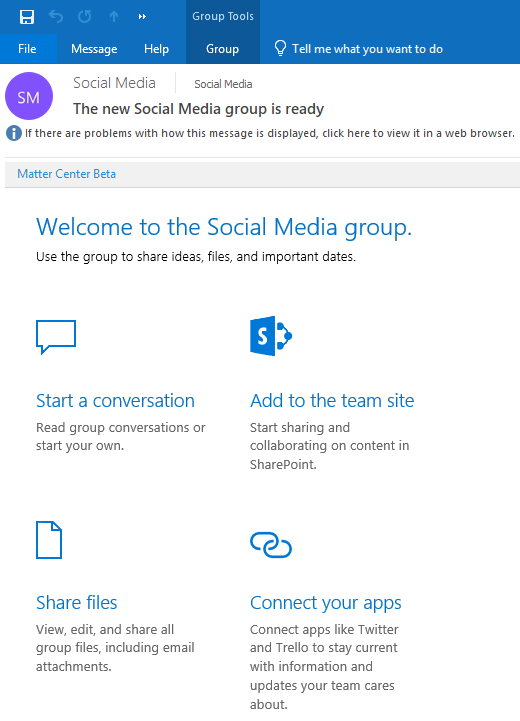 Group Tools
File Message Help Group Tell me what you want to do
SM
Social Media Social Media
The new Social Media group is ready
If there are problems with how this message is displayed, click here to view it in a web browser.
Matter Center Beta
Welcome to the Social Media group.
Use the group to share ideas, files, and important dates.
S
Start a conversation
Read group conversations or
start your own.
Add to the team site
Start sharing and
collaborating on content in
SharePoint.
Share files
View, edit, and share all
group files, including email
attachments.
Connect your apps
Connect apps like Twitter
and Trello to stay current
with information and
updates your team cares
about.